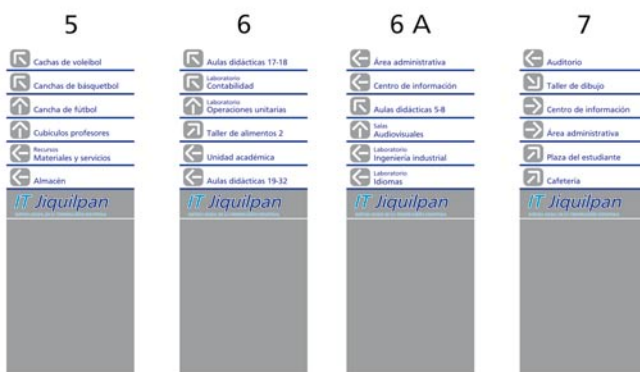 5
Cachas de voleibol
Canchas de básquetbol
Cancha de fútbol
Cubículos profesores
Recursos
Materiales y servicios
Almacén
IT Jiquilpan
6
Aulas didácticas 17-18
Laboratorio
Contabilidad
Laboratorio
Operaciones unitarias
Taller de alimentos 2
Unidad académica
Aulas didácticas 19-32
IT Jiquilpan
6 A
Área administrativa
Centro de información
Aulas didácticas 5-8
Salas
Audiovisuales
Laboratorio
Ingeniería industrial
Laboratorio
Idiomas
IT Jiquilpan
7
Auditorio
Taller de dibujo
Centro de información
Área administrativa
Plaza del estudiante
Cafetería
IT Jiquilpan